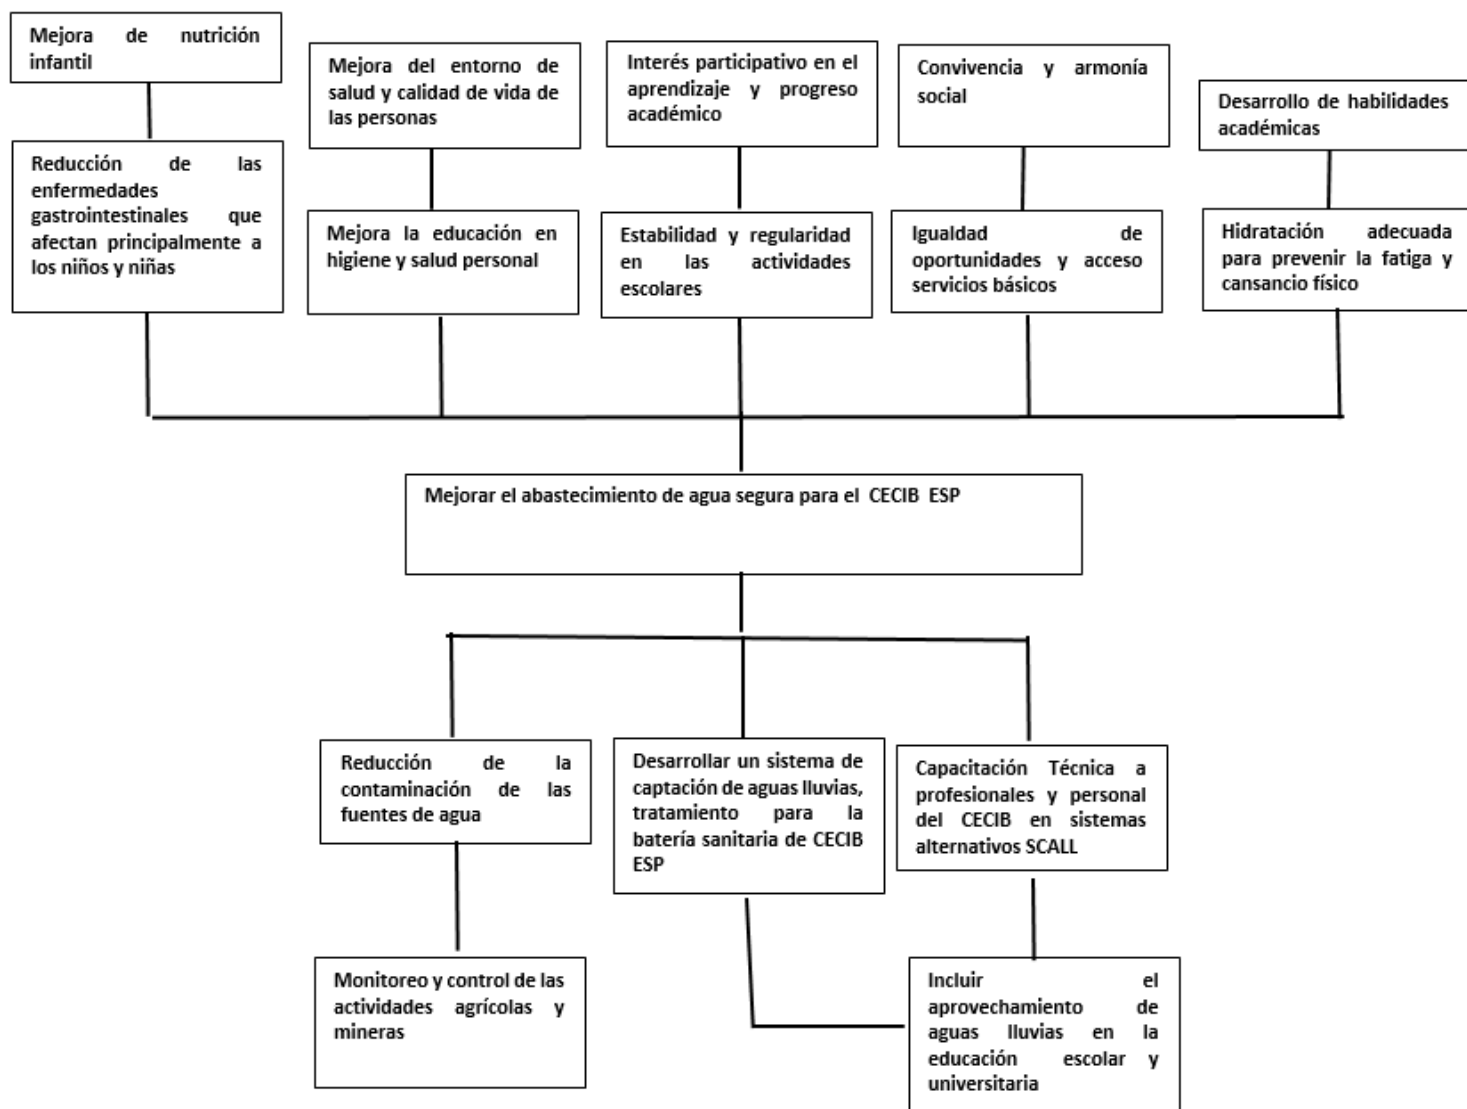 Mejora de nutrición
infantil
Mejora del entorno de
salud y calidad de vida de
las personas
Interés participativo en el
aprendizaje y progreso
académico
Convivencia y armonía
social
Desarrollo de habilidades
académicas
Reducción de las
enfermedades
gastrointestinales que
afectan principalmente a
los niños y niñas
Mejora la educación en
higiene y salud personal
Estabilidad y regularidad
en las actividades
escolares
Igualdad de
oportunidades y acceso
servicios básicos
Hidratación adecuada
para prevenir la fatiga y
cansancio físico
Mejorar el abastecimiento de agua segura para el CECIB ESP
Reducción de la
contaminación de las
fuentes de agua
Desarrollar un sistema de
captación de aguas lluvias,
tratamiento para la
batería sanitaria de CECIB
ESP
Capacitación Técnica a
profesionales y personal
del CECIB en sistemas
alternativos SCALL
Monitoreo y control de las
actividades agrícolas y
mineras
Incluir el
aprovechamiento de
aguas lluvias en la
educación escolar y
universitaria